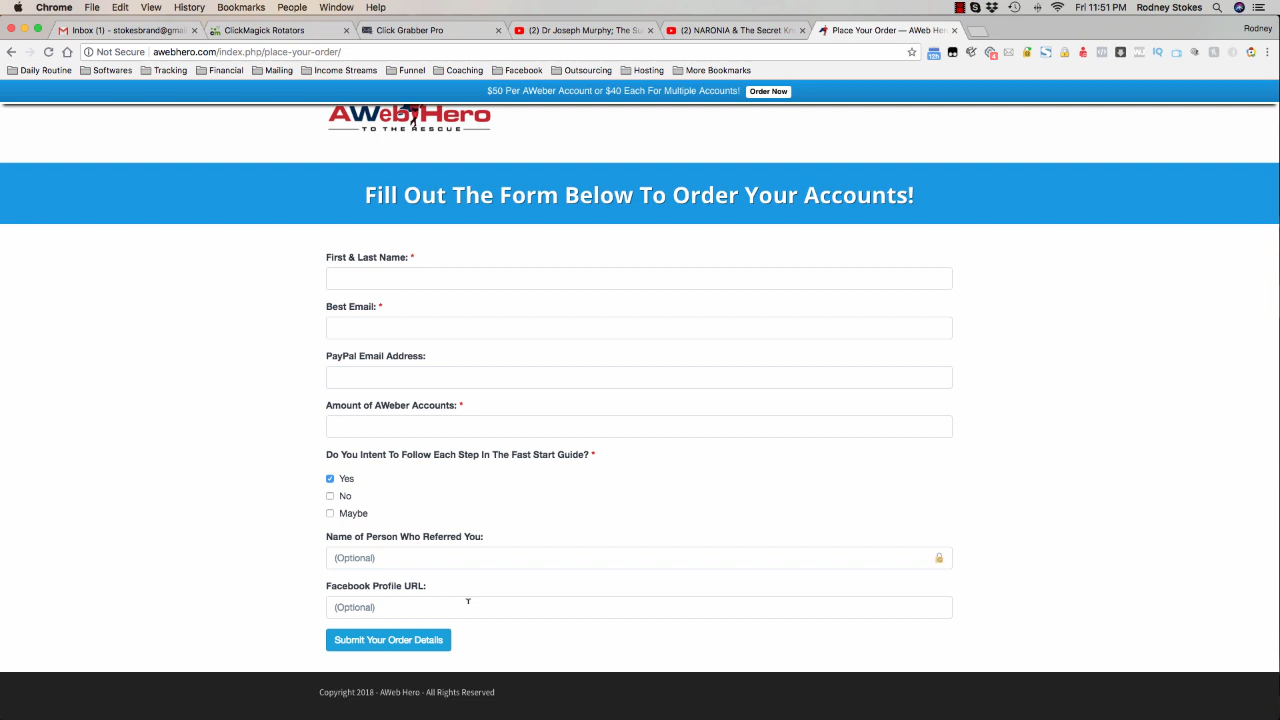 Chrome File Edit View History Bookmarks People Window Help Fri 11:51 PM Rodney Stokes
Inbox (1) - stokesbrand@gmail ClickMagick Rotators Click Grabber Pro (2) Dr Joseph Murphy; The Su (2) NARONIA & The Secret Kn Place Your Order — AWeb Her Rodney
Not Secure awebhero.com/index.php/place-your-order/
Daily Routine Softwares Tracking Financial Mailing Income Streams Funnel Coaching Facebook Outsourcing Hosting More Bookmarks
$50 Per AWeber Account or $40 Each For Multiple Accounts! Order Now
AWeb Hero
TO THE RESCUE
Fill Out The Form Below To Order Your Accounts!
First & Last Name: *
Best Email: *
PayPal Email Address:
Amount of AWeber Accounts: *
Do You Intent To Follow Each Step In The Fast Start Guide? *
Yes
No
Maybe
Name of Person Who Referred You:
(Optional)
Facebook Profile URL:
(Optional)
Submit Your Order Details
Copyright 2018 - AWeb Hero - All Rights Reserved